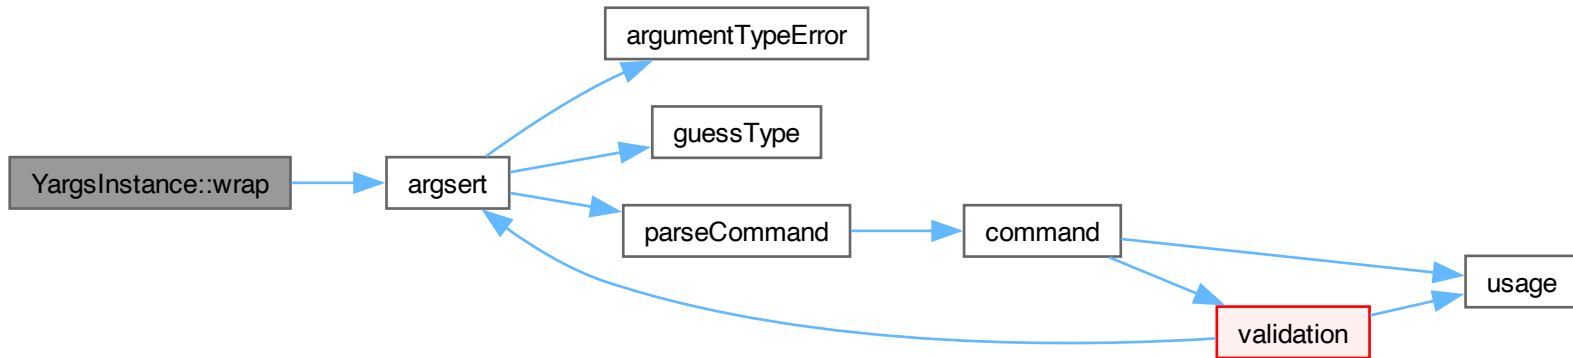 argumentTypeError
guessType
YargsInstance::wrap
argsert
parseCommand
command
usage
validation